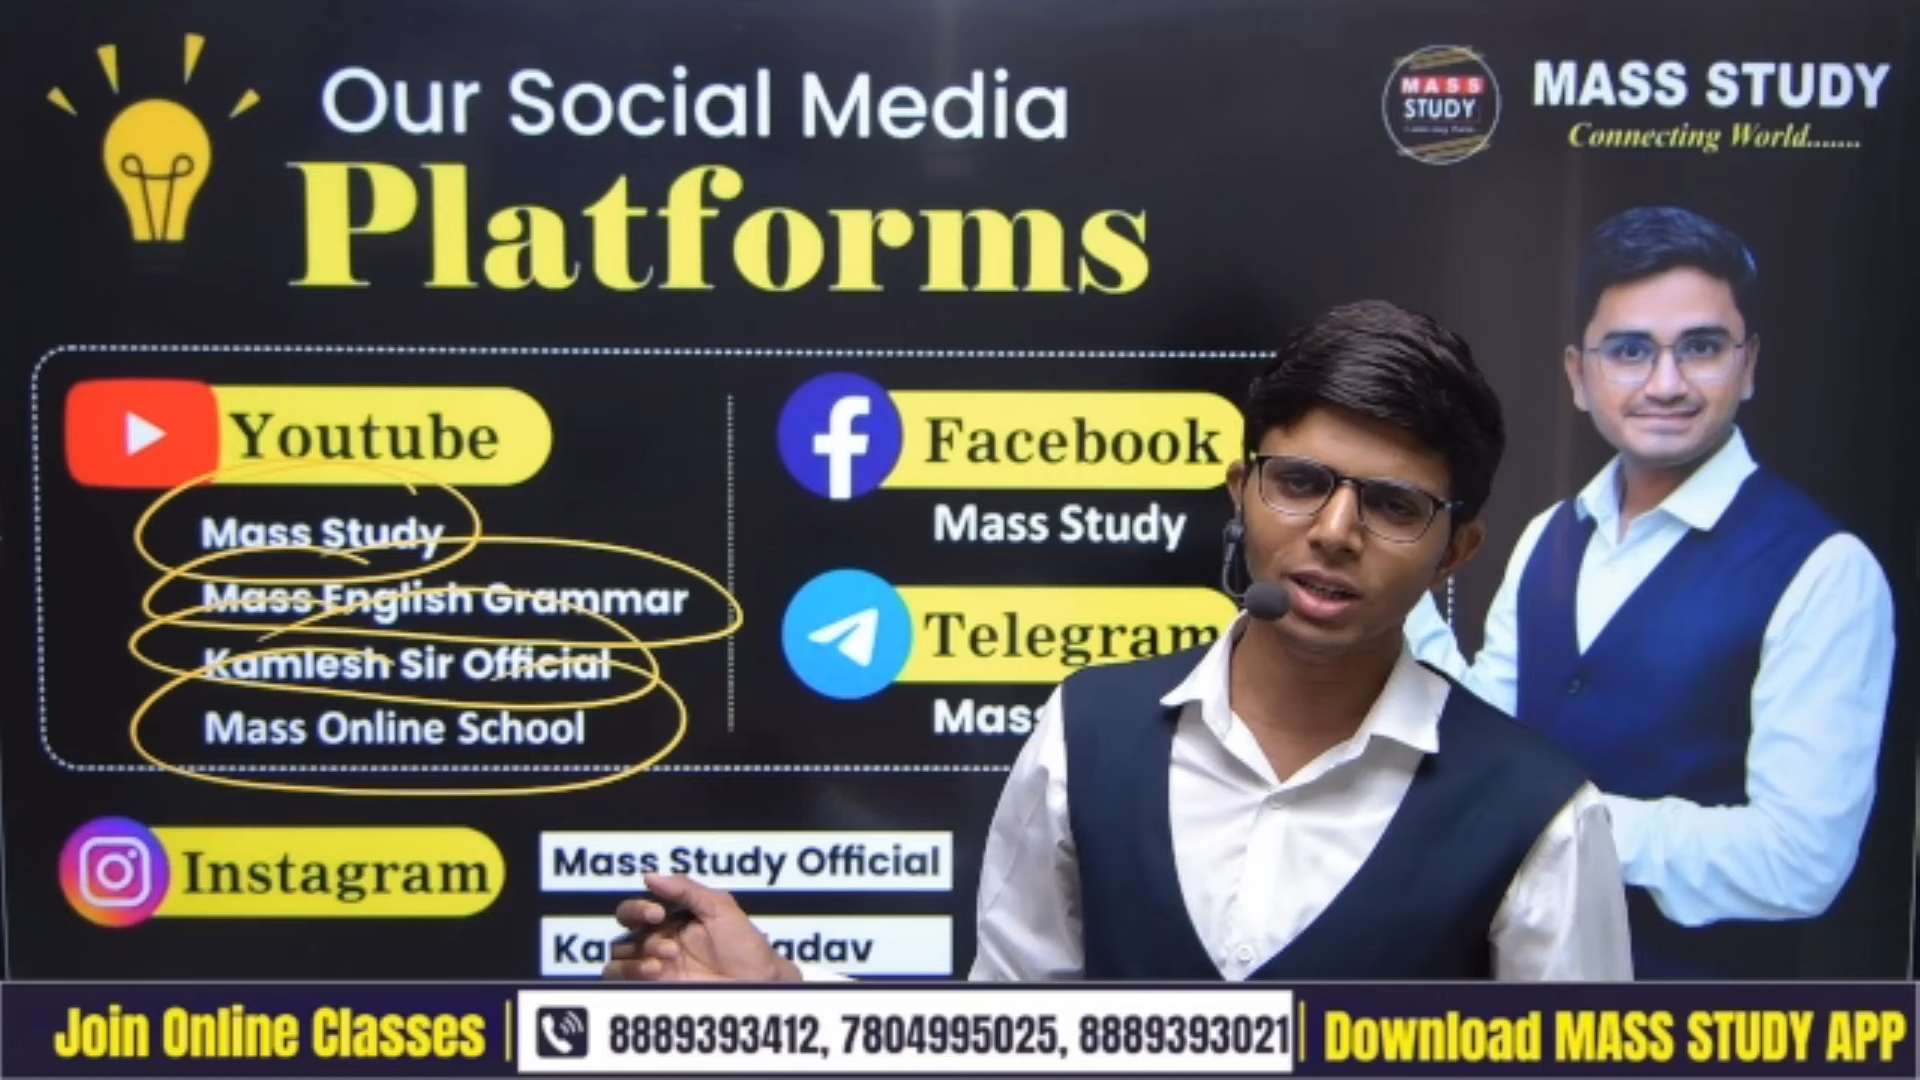 Our Social Media
Platforms
MASS
STUDY
MASS STUDY
Connecting World.......
Youtube
Mass Study
Mass English Grammar
Kamlesh Sir Official
Mass Online School
Facebook
Mass Study
Telegram
Mass
Instagram
Mass Study Official
Join Online Classes
8889393412, 7804995025, 8889393021
Download MASS STUDY APP